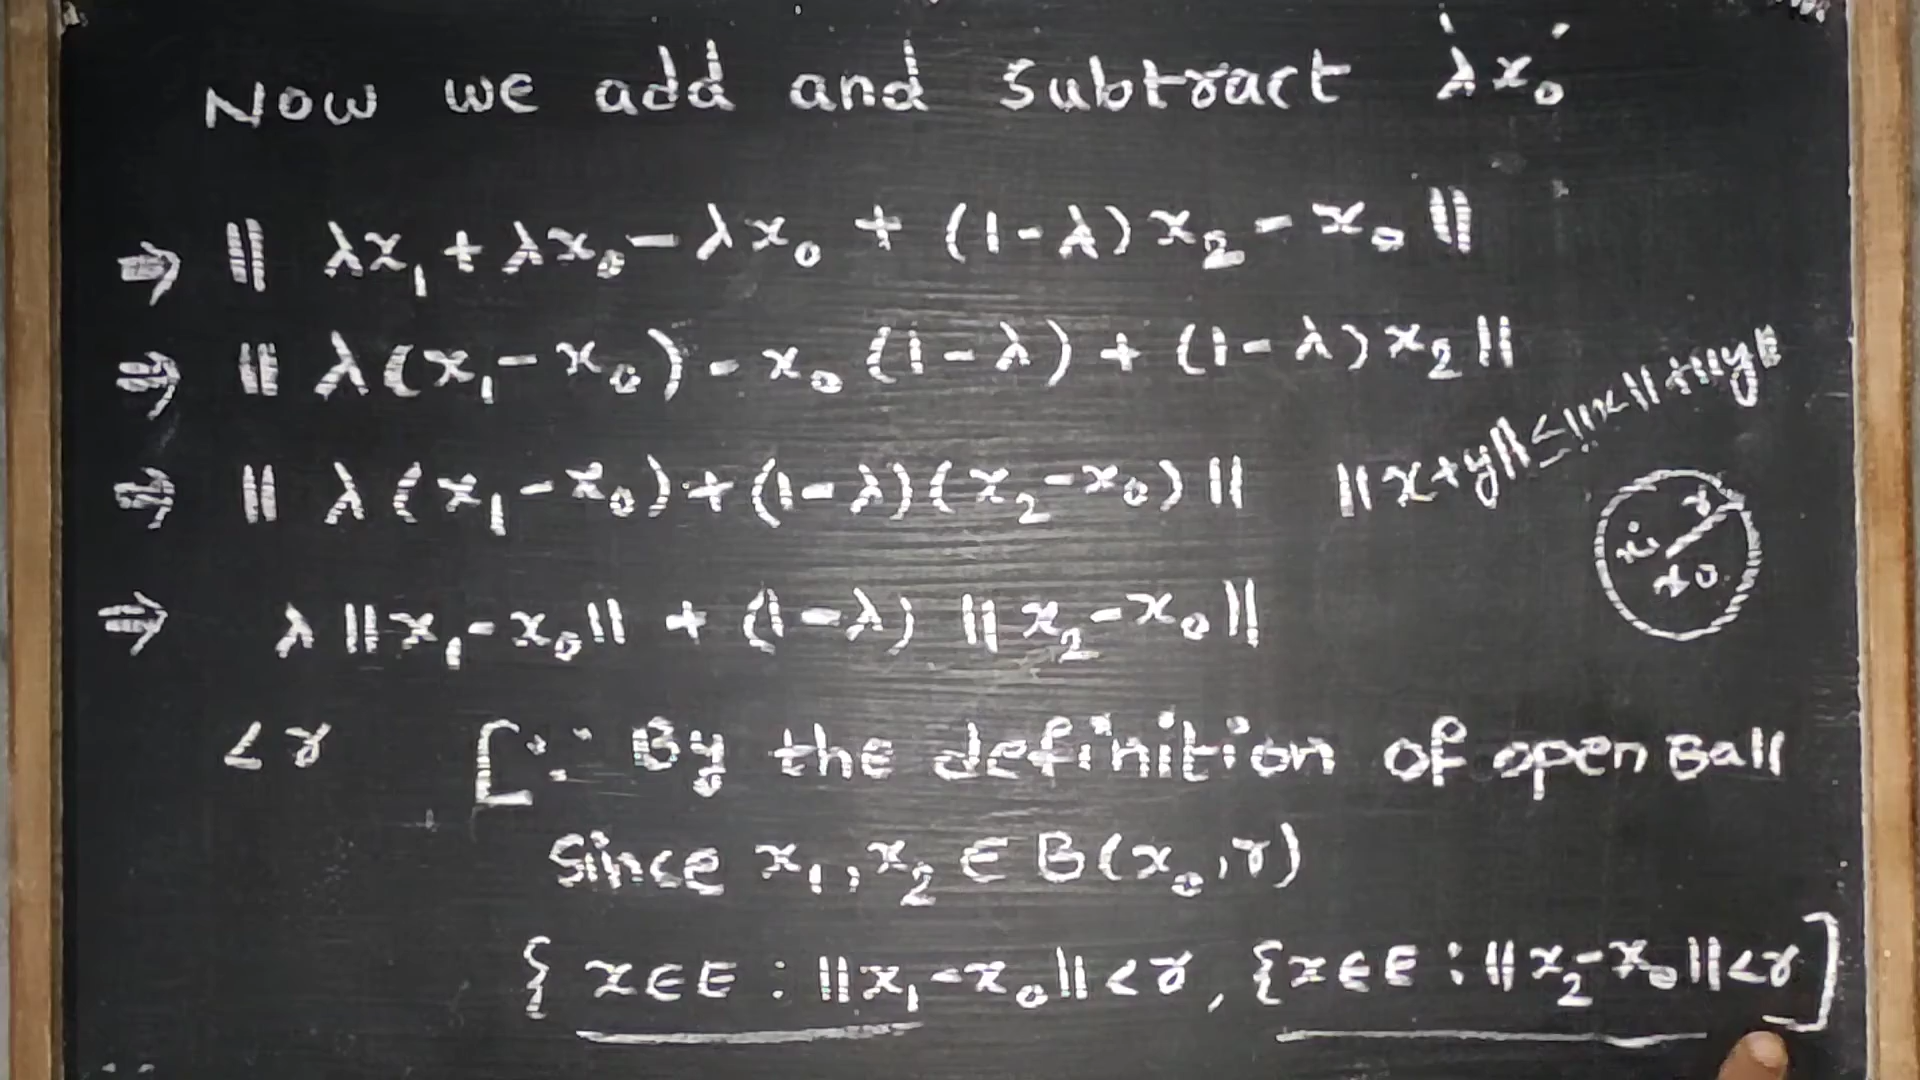 Now we add and subtract λx₀
⇒ || λx₁ + λx₀ - λx₀ + (1-λ) x₂ - x₀ ||
⇒ || λ(x₁ - x₀) - x₀ (1-λ) + (1-λ) x₂ ||
⇒ || λ(x₁ - x₀) + (1-λ)(x₂ - x₀) ||
||x+y|| ≤ ||x|| + ||y||
r
x₁
x₀
⇒ λ ||x₁ - x₀|| + (1-λ) ||x₂ - x₀||
< r [∵ By the definition of open Ball
Since x₁, x₂ ∈ B(x₀, r)
{ x∈E : ||x₁ - x₀|| < r, {x∈E : ||x₂ - x₀|| < r ]